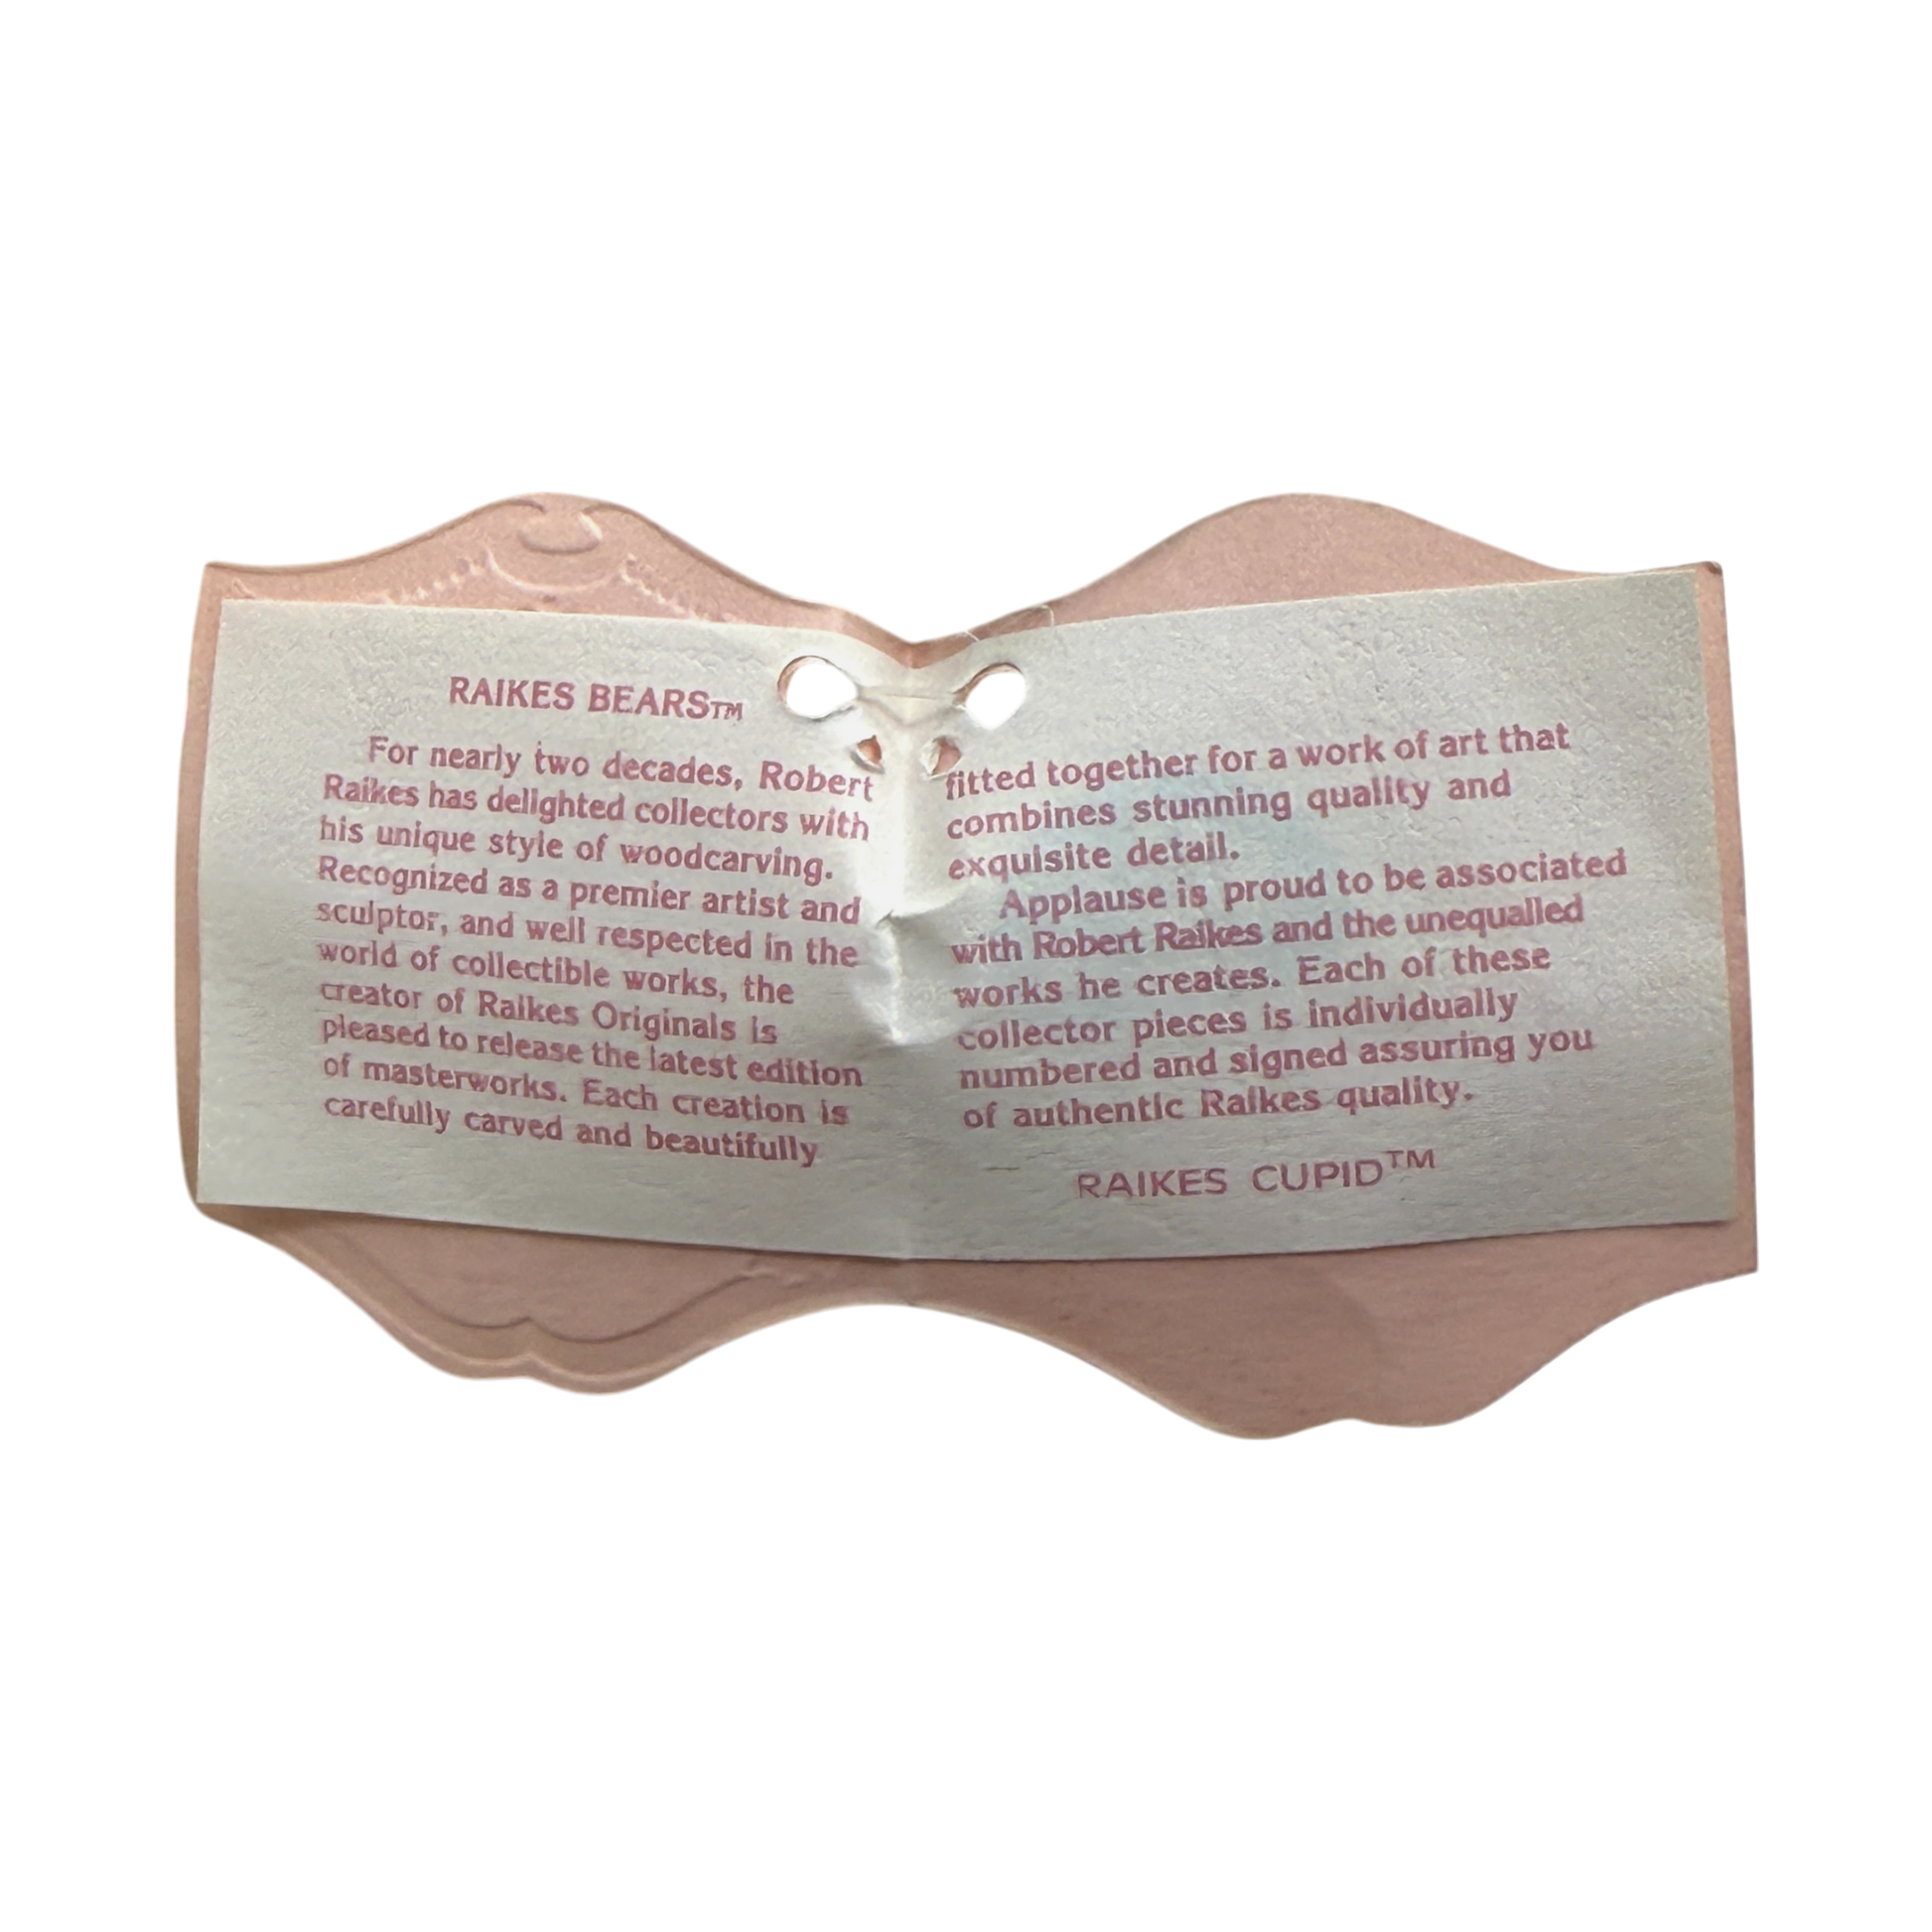 RAIKES BEARS™
For nearly two decades, Robert
Raikes has delighted collectors with
his unique style of woodcarving.
Recognized as a premier artist and
sculptor, and well respected in the
world of collectible works, the
creator of Raikes Originals is
pleased to release the latest edition
of masterworks. Each creation is
carefully carved and beautifully
fitted together for a work of art that
combines stunning quality and
exquisite detail.
Applause is proud to be associated
with Robert Raikes and the unequalled
works he creates. Each of these
collector pieces is individually
numbered and signed assuring you
of authentic Raikes quality.
RAIKES CUPID™